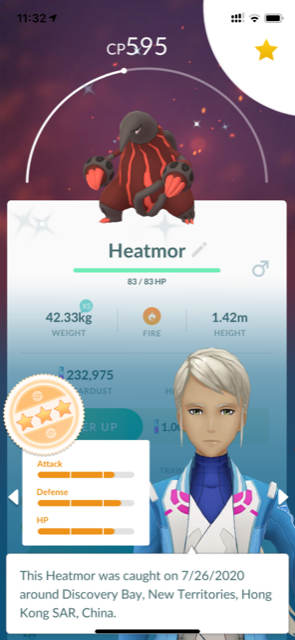 11:32
CP595
Heatmor
83 / 83 HP
XS
42.33kg
WEIGHT
FIRE
1.42m
HEIGHT
232,975
Attack
Defense
HP
This Heatmor was caught on 7/26/2020
around Discovery Bay, New Territories, Hong
Kong SAR, China.